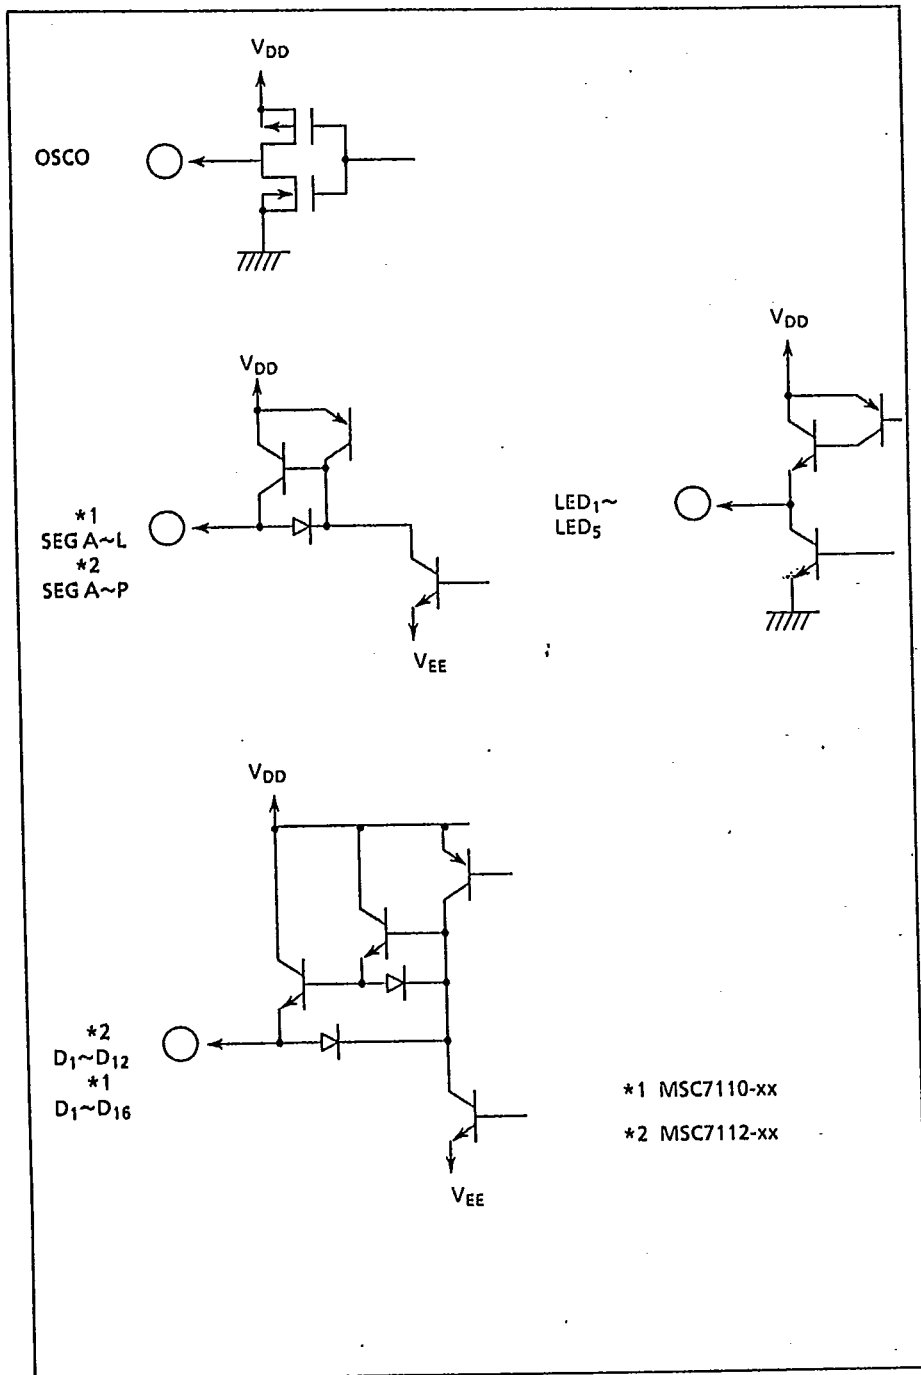 VDD
OSCO
VDD
*1
SEG A~L
*2
SEG A~P
VEE
VDD
LED1~
LED5
VDD
*2
D1~D12
*1
D1~D16
VEE
*1 MSC7110-xx
*2 MSC7112-xx